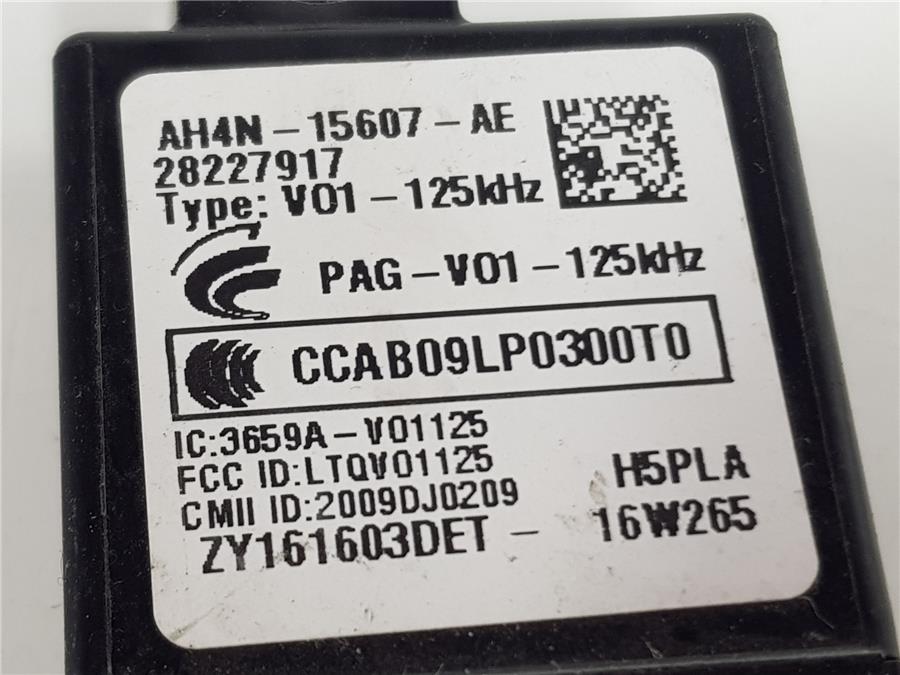 AH4N-15607-AE
28227917
Type: V01-125kHz
PAG-V01-125kHz
CCAB09LP0300T0
IC:3659A-V01125
FCC ID:LTQV01125
CMII ID:2009DJ0209
H5PLA
ZY161603DET - 16W265